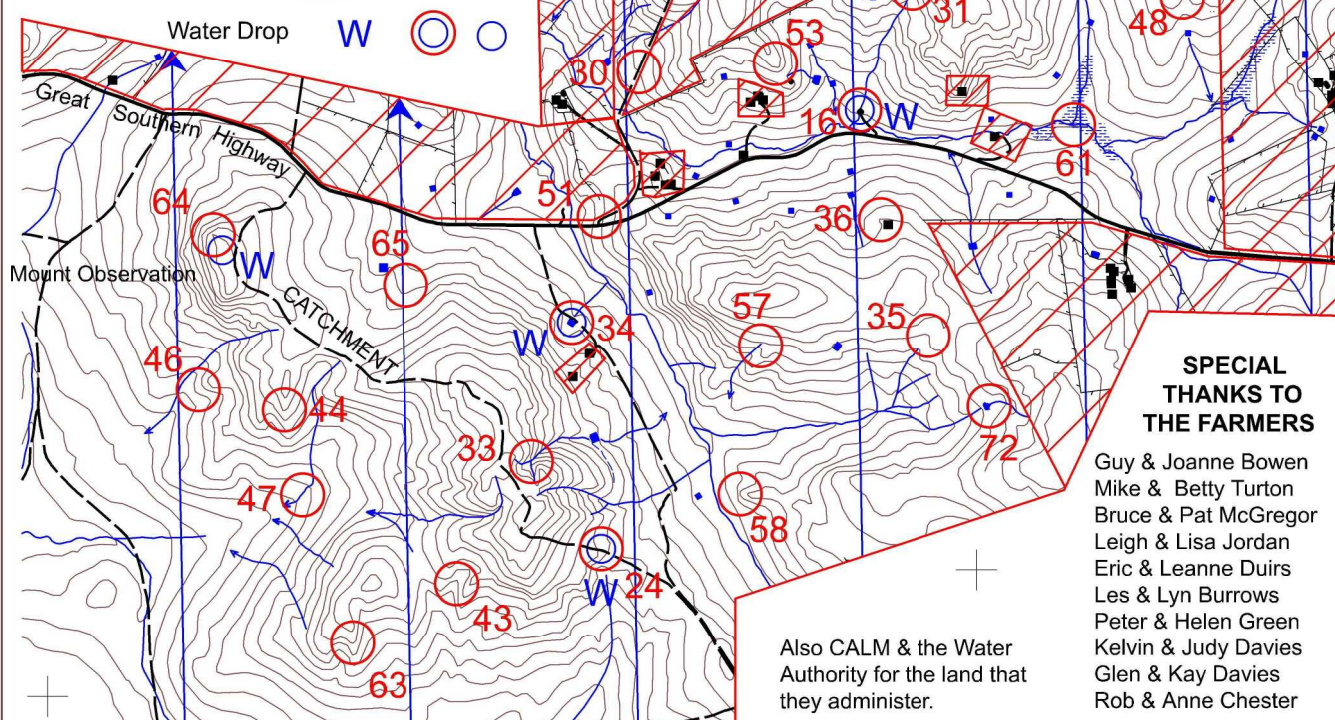 Water Drop
W
31
48
53
30
Great Southern Highway
16
W
61
51
64
65
36
W
Mount Observation
CATCHMENT
57
35
34
W
46
44
72
33
47
58
W
24
43
63
SPECIAL
THANKS TO
THE FARMERS
Guy & Joanne Bowen
Mike & Betty Turton
Bruce & Pat McGregor
Leigh & Lisa Jordan
Eric & Leanne Duirs
Les & Lyn Burrows
Peter & Helen Green
Kelvin & Judy Davies
Glen & Kay Davies
Rob & Anne Chester
Also CALM & the Water
Authority for the land that
they administer.